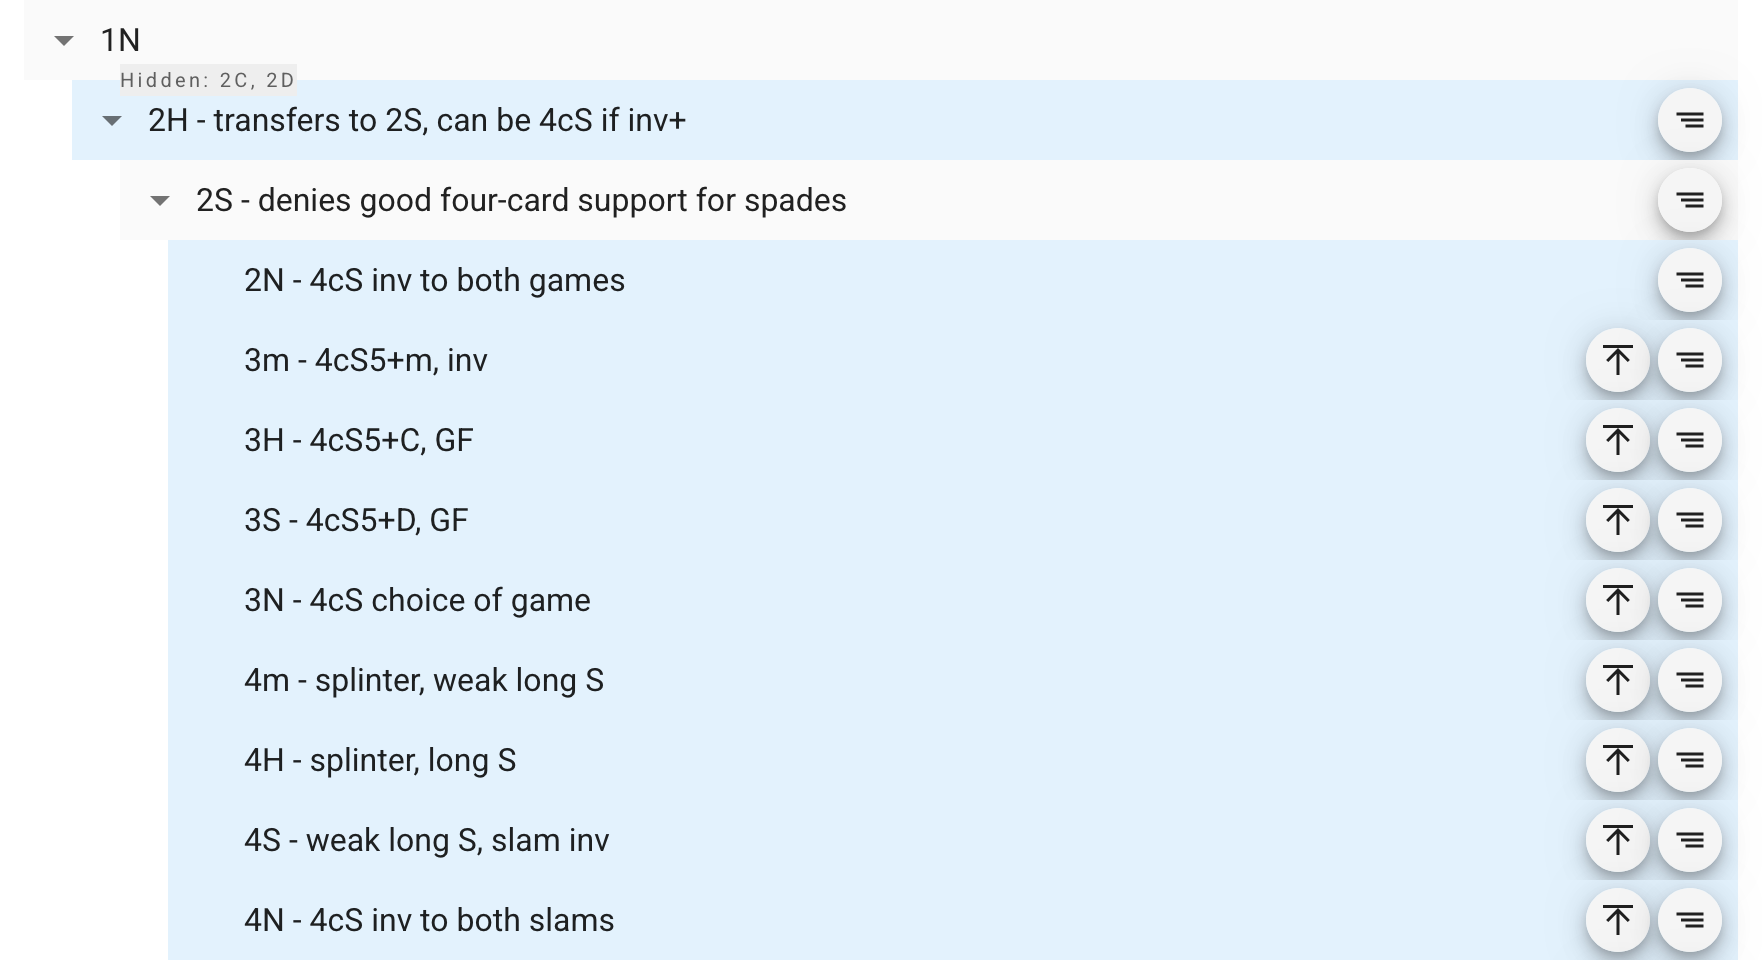 1N
Hidden: 2C, 2D
2H - transfers to 2S, can be 4cS if inv+
2S - denies good four-card support for spades
2N - 4cS inv to both games
3m - 4cS5+m, inv
3H - 4cS5+C, GF
3S - 4cS5+D, GF
3N - 4cS choice of game
4m - splinter, weak long S
4H - splinter, long S
4S - weak long S, slam inv
4N - 4cS inv to both slams